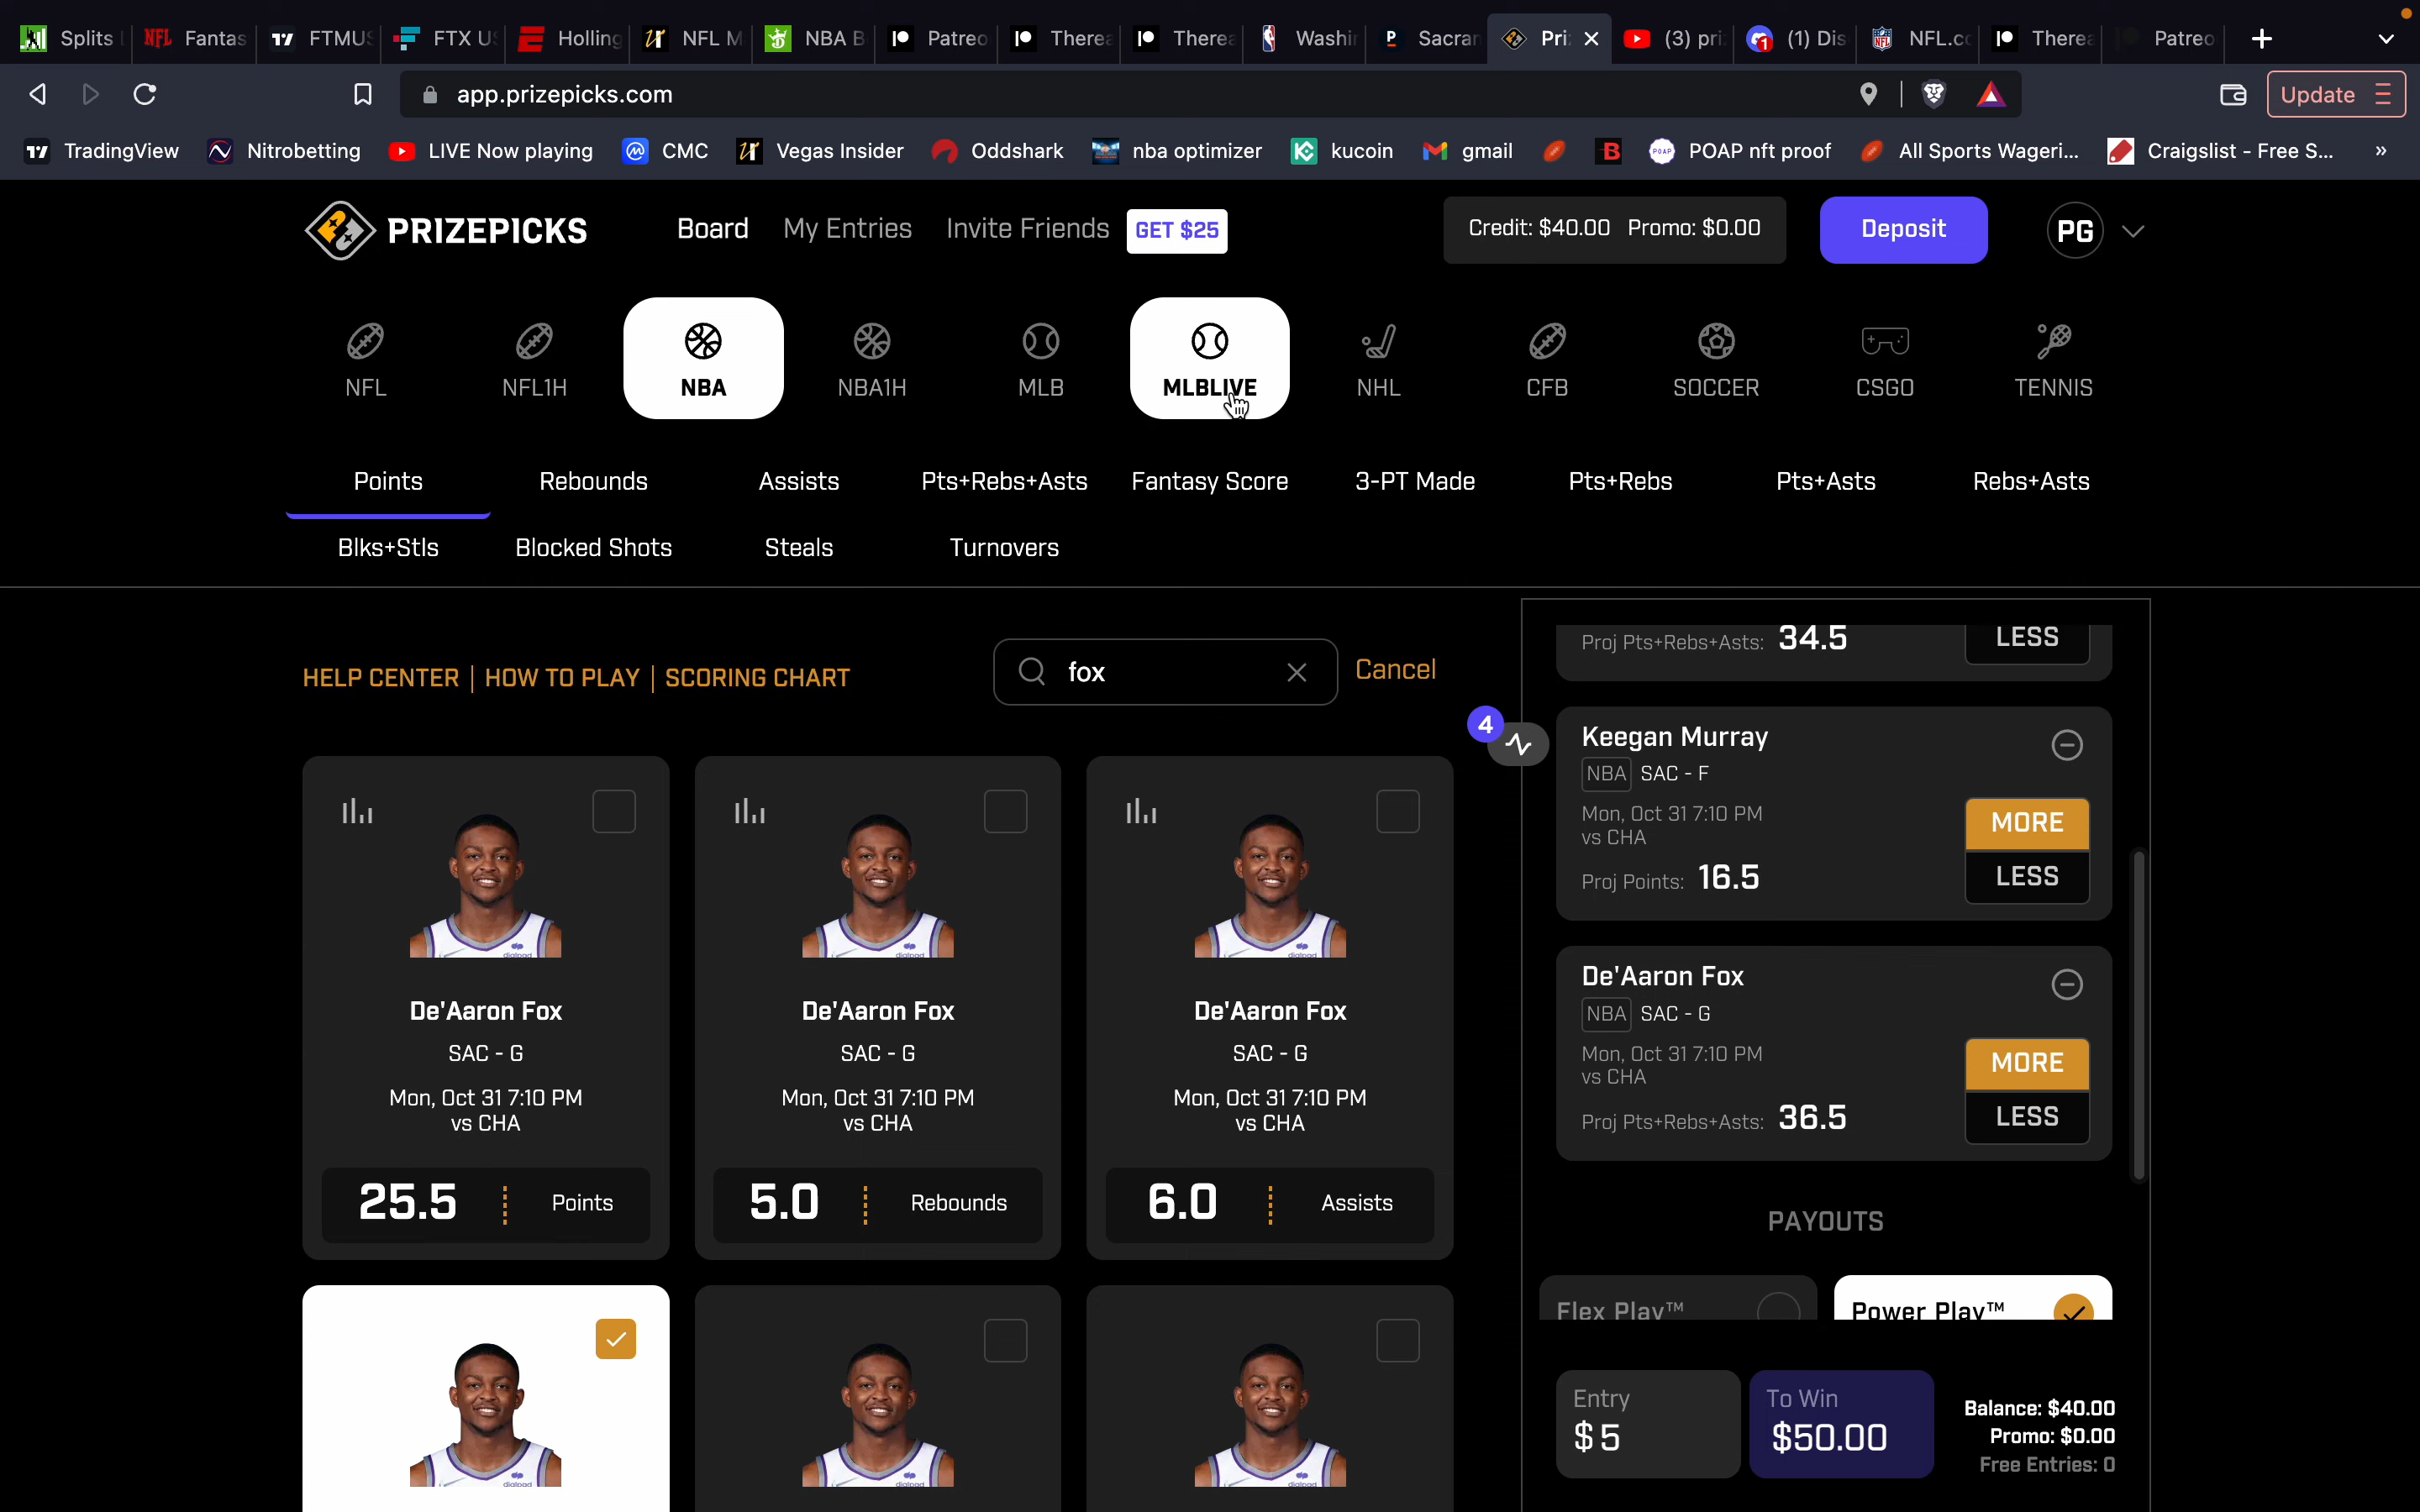 Splits NFL Fantas FTMUS FTX US Holling NFL M NBA B Patreo Therea Therea Washi Sacra Pri (3) pri (1) Dis NFL.c Therea Patreo
app.prizepicks.com Update
TradingView Nitrobetting LIVE Now playing CMC Vegas Insider Oddshark nba optimizer kucoin gmail POAP nft proof All Sports Wageri... Craigslist - Free S... »
PRIZEPICKS Board My Entries Invite Friends GET $25 Credit: $40.00 Promo: $0.00 Deposit PG
NFL NFL1H NBA NBA1H MLB MLBLIVE NHL CFB SOCCER CSGO TENNIS
Points Rebounds Assists Pts+Rebs+Asts Fantasy Score 3-PT Made Pts+Rebs Pts+Asts Rebs+Asts
Blks+Stls Blocked Shots Steals Turnovers
HELP CENTER | HOW TO PLAY | SCORING CHART
fox Cancel
De'Aaron Fox
SAC - G
Mon, Oct 31 7:10 PM
vs CHA
25.5 Points
De'Aaron Fox
SAC - G
Mon, Oct 31 7:10 PM
vs CHA
5.0 Rebounds
De'Aaron Fox
SAC - G
Mon, Oct 31 7:10 PM
vs CHA
6.0 Assists
Proj Pts+Rebs+Asts: 34.5 LESS
4
Keegan Murray
NBA SAC - F
Mon, Oct 31 7:10 PM
vs CHA
Proj Points: 16.5
MORE
LESS
De'Aaron Fox
NBA SAC - G
Mon, Oct 31 7:10 PM
vs CHA
Proj Pts+Rebs+Asts: 36.5
MORE
LESS
PAYOUTS
Flex Play™ Power Play™
Entry
$5
To Win
$50.00
Balance: $40.00
Promo: $0.00
Free Entries: 0